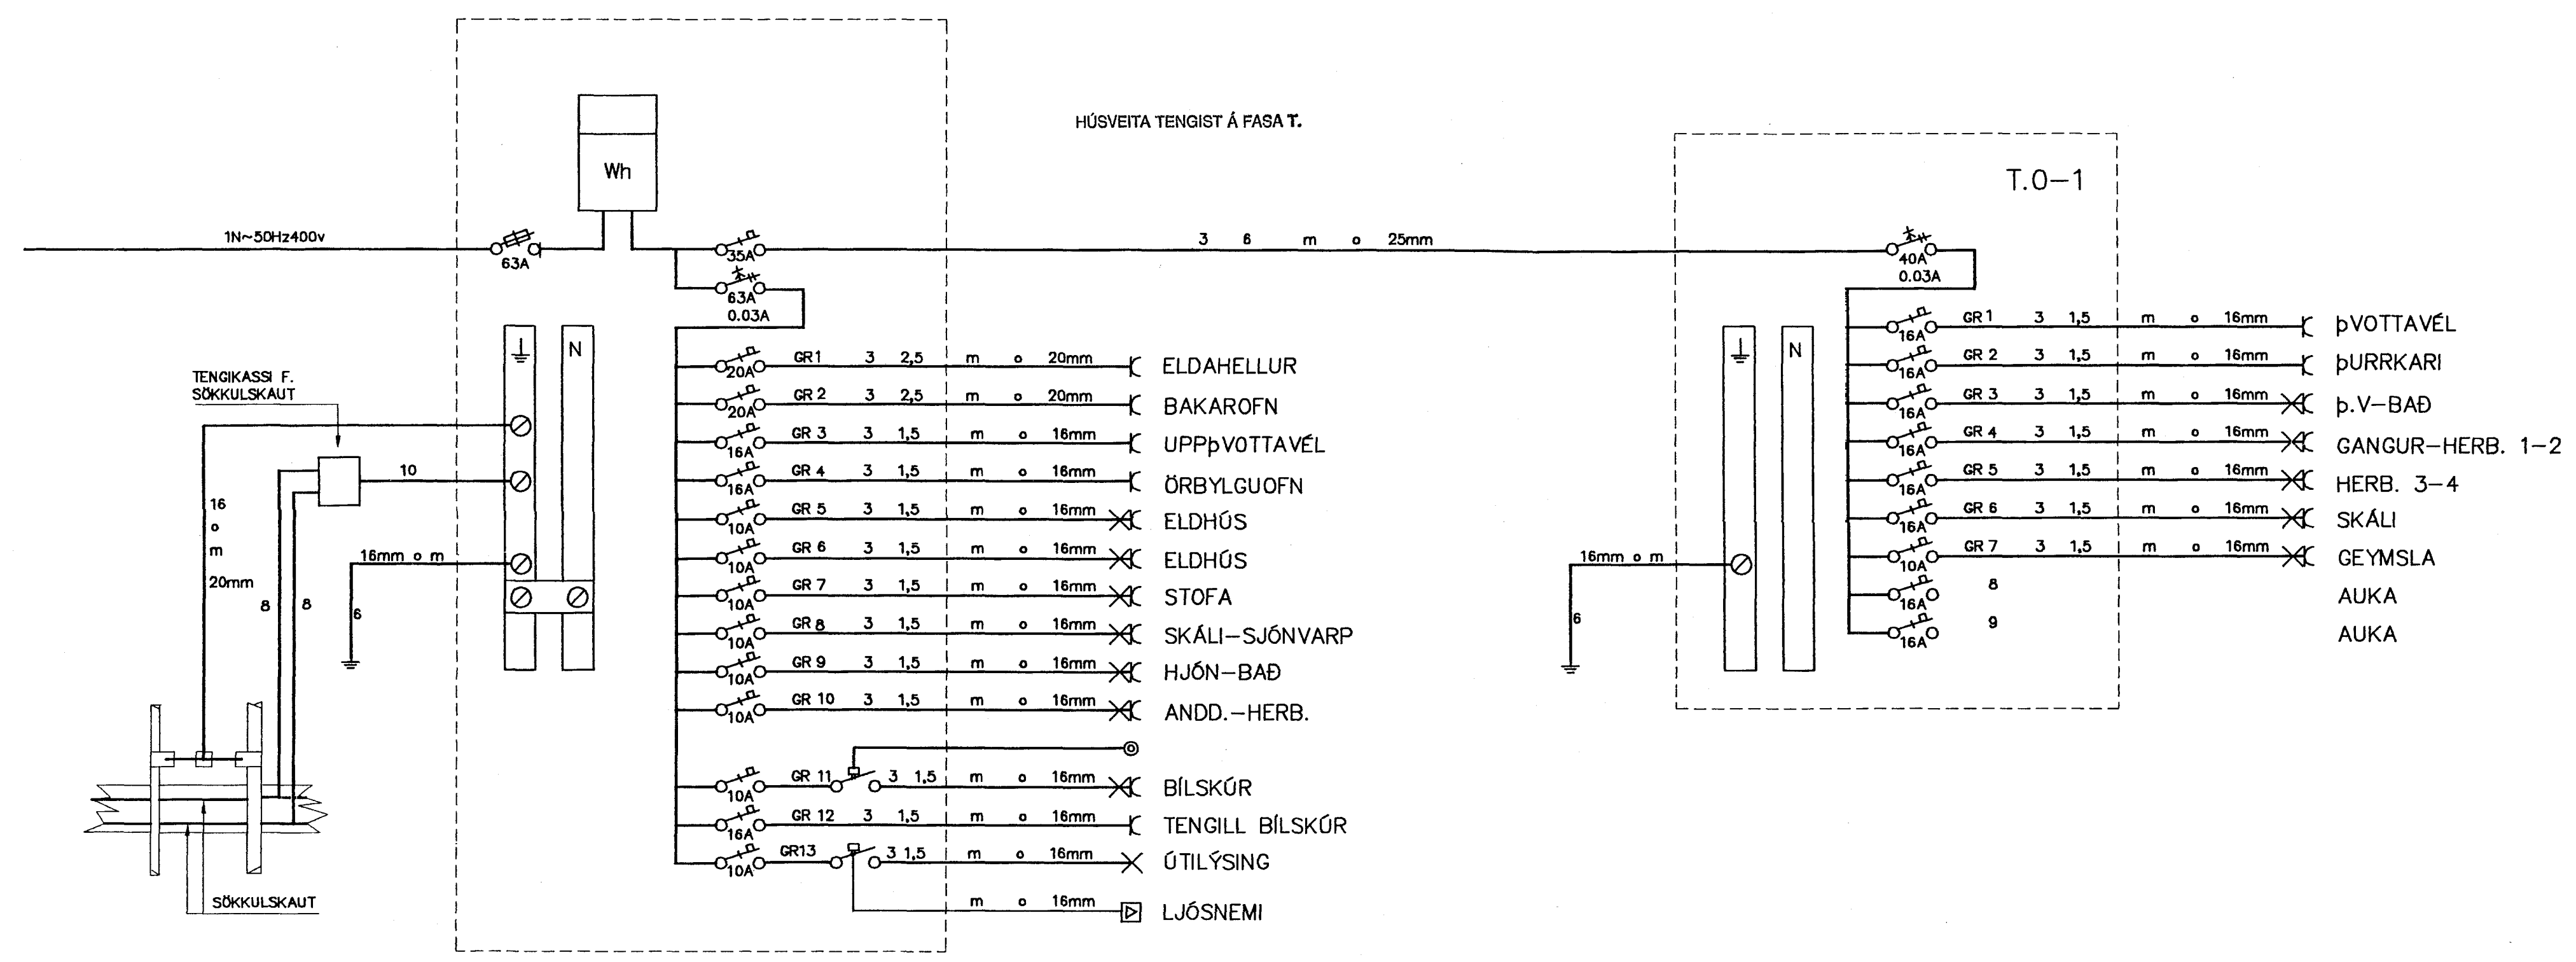 HÚSVEITA TENGIST Á FASA T.
Wh
1N~50Hz400v
63A
35A
3 6 m o 25mm
63A
0.03A
N
TENGIKASSI F.
SÖKKULSKAUT
10
16
o
m
20mm
8
8
16mm o m
6
SÖKKULSKAUT
20A GR1 3 2,5 m o 20mm ELDAHELLUR
20A GR 2 3 2,5 m o 20mm BAKAROFN
16A GR 3 3 1,5 m o 16mm UPPÞVOTTAVÉL
16A GR 4 3 1,5 m o 16mm ÖRBYLGUOFN
10A GR 5 3 1,5 m o 16mm ELDHÚS
10A GR 6 3 1,5 m o 16mm ELDHÚS
10A GR 7 3 1,5 m o 16mm STOFA
10A GR 8 3 1,5 m o 16mm SKÁLI-SJÓNVARP
10A GR 9 3 1,5 m o 16mm HJÓN-BAÐ
10A GR 10 3 1,5 m o 16mm ANDD.-HERB.
10A GR 11 3 1,5 m o 16mm BÍLSKÚR
16A GR 12 3 1,5 m o 16mm TENGILL BÍLSKÚR
10A GR13 3 1,5 m o 16mm ÚTILÝSING
m o 16mm LJÓSNEMI
T.0-1
40A
0.03A
N
16mm o m
6
16A GR 1 3 1,5 m o 16mm ÞVOTTAVÉL
16A GR 2 3 1,5 m o 16mm ÞURRKARI
16A GR 3 3 1,5 m o 16mm Þ.V-BAÐ
16A GR 4 3 1,5 m o 16mm GANGUR-HERB. 1-2
16A GR 5 3 1,5 m o 16mm HERB. 3-4
16A GR 6 3 1,5 m o 16mm SKÁLI
10A GR 7 3 1,5 m o 16mm GEYMSLA
16A 8 AUKA
16A 9 AUKA